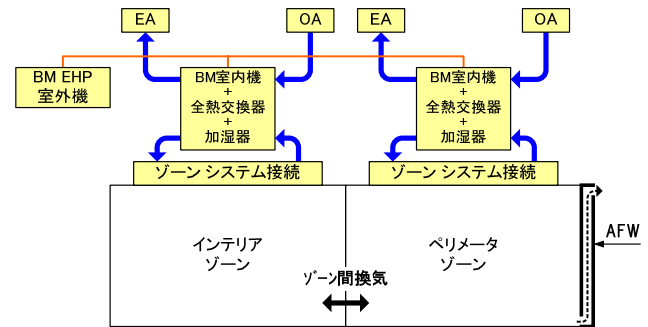 EA
OA
EA
OA
BM EHP
室外機
BM室内機
+
全熱交換器
+
加湿器
BM室内機
+
全熱交換器
+
加湿器
ゾーン システム接続
ゾーン システム接続
インテリア
ゾーン
ペリメータ
ゾーン
ゾーン間換気
AFW